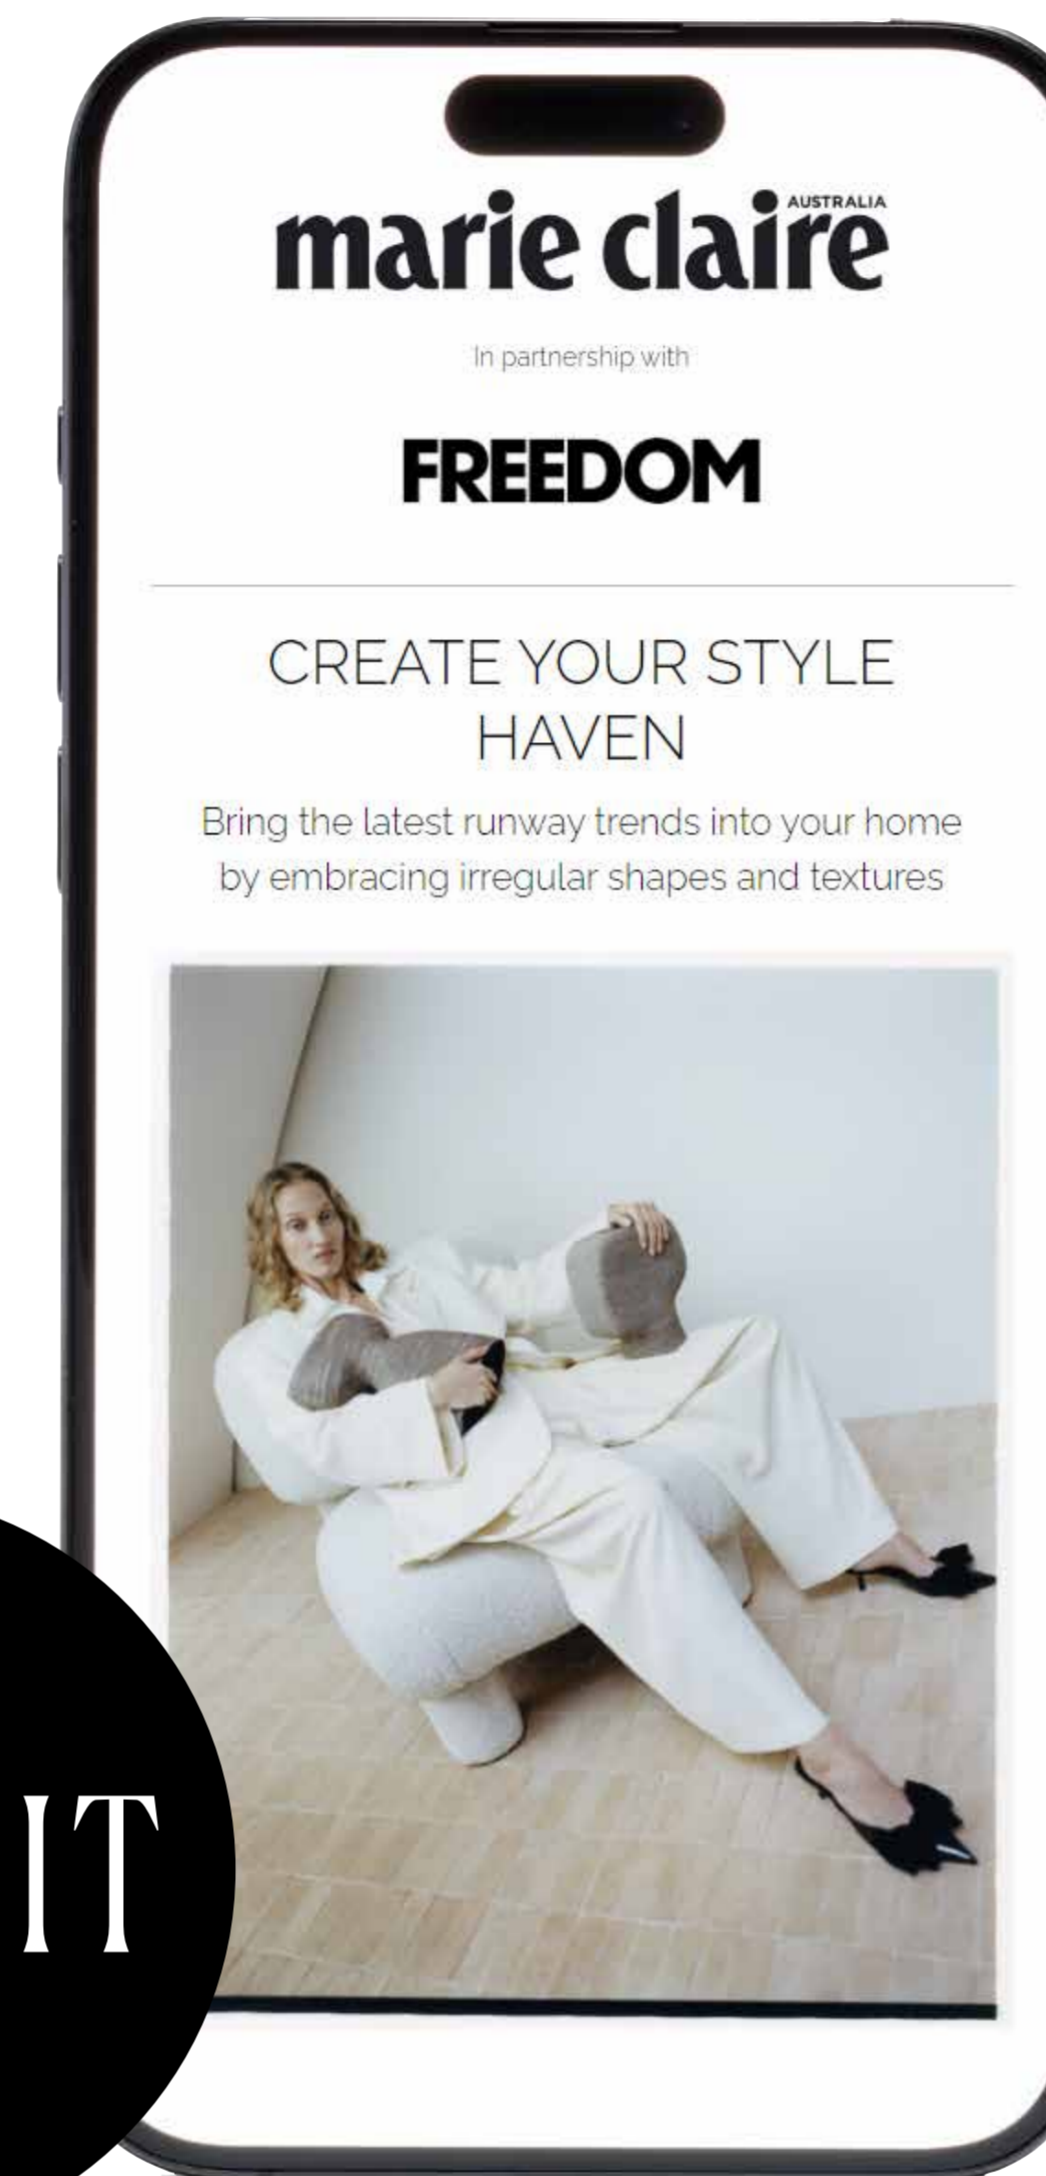 marie claire
AUSTRALIA
In partnership with
FREEDOM
CREATE YOUR STYLE
HAVEN
Bring the latest runway trends into your home
by embracing irregular shapes and textures
IT